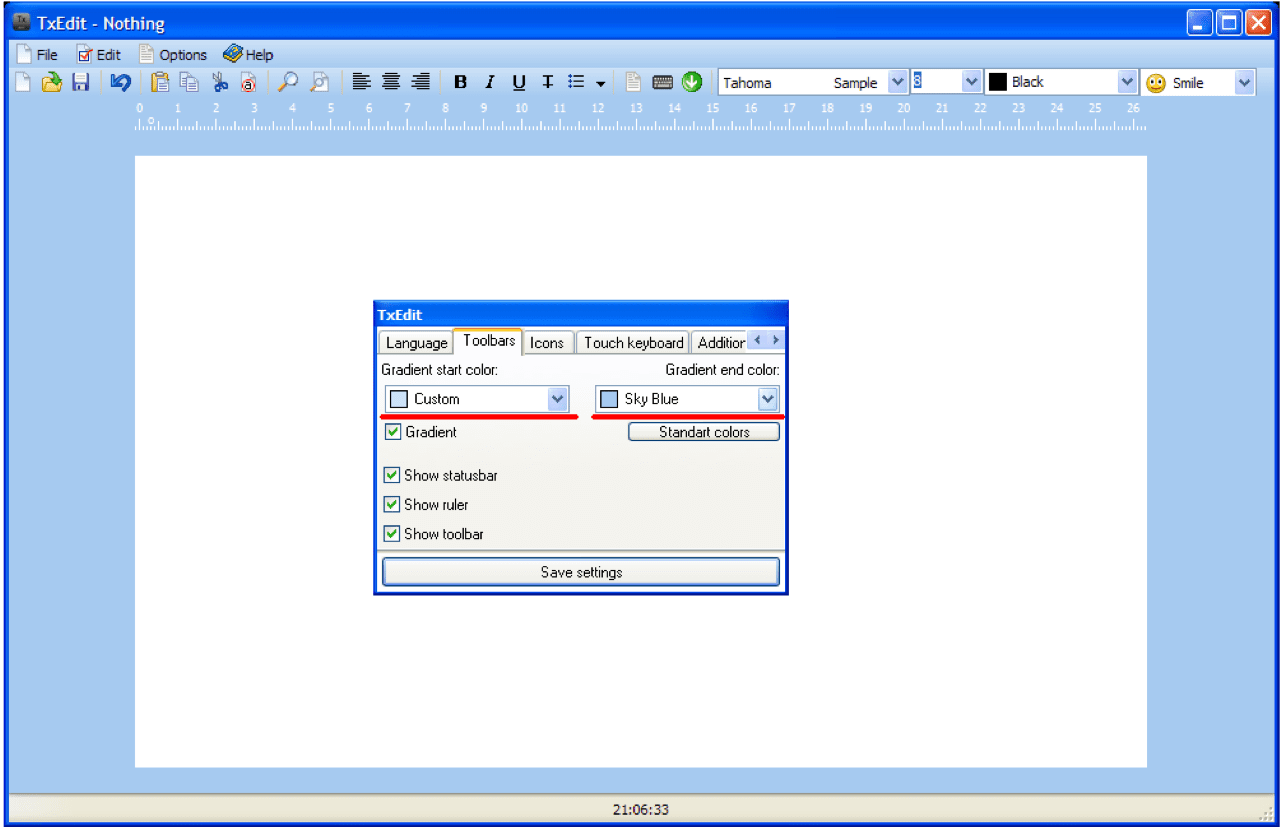 TxEdit - Nothing
File Edit Options Help
Tahoma Sample 8 Black Smile
0 1 2 3 4 5 6 7 8 9 10 11 12 13 14 15 16 17 18 19 20 21 22 23 24 25 26
TxEdit
Language Toolbars Icons Touch keyboard Addition
Gradient start color: Gradient end color:
Custom Sky Blue
Gradient Standart colors
Show statusbar
Show ruler
Show toolbar
Save settings
21:06:33